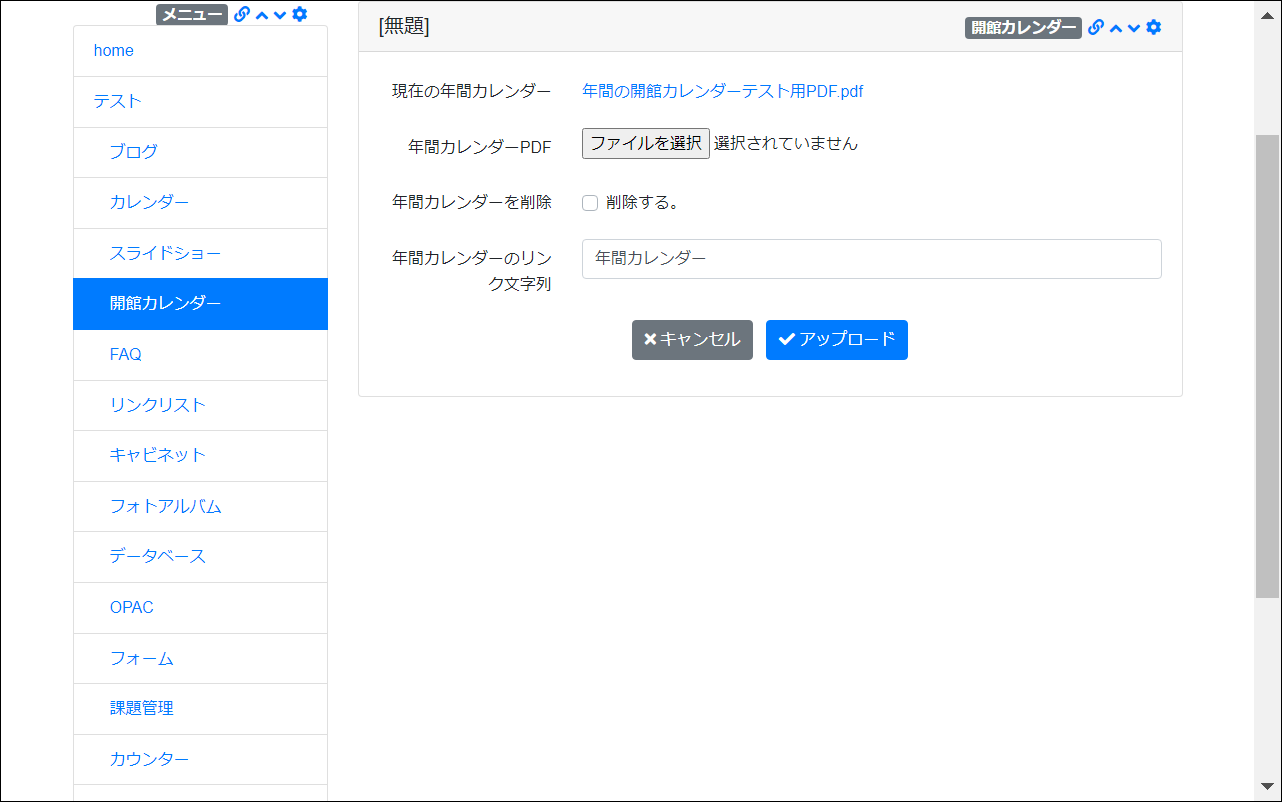 メニュー
home
テスト
ブログ
カレンダー
スライドショー
開館カレンダー
FAQ
リンクリスト
キャビネット
フォトアルバム
データベース
OPAC
フォーム
課題管理
カウンター
[無題]
開館カレンダー
現在の年間カレンダー 年間の開館カレンダーテスト用PDF.pdf
年間カレンダーPDF ファイルを選択 選択されていません
年間カレンダーを削除 削除する。
年間カレンダーのリン
ク文字列
年間カレンダー
キャンセル アップロード